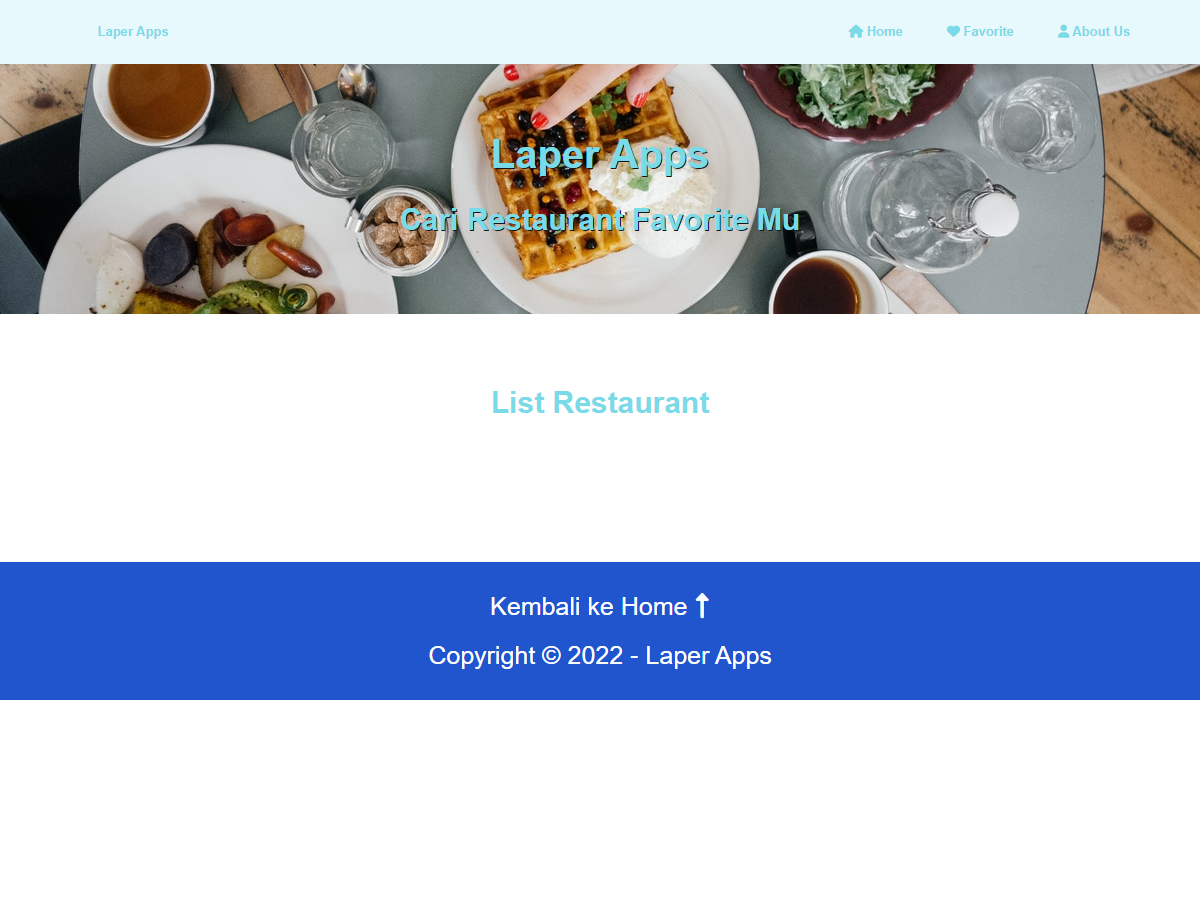 Laper Apps
Home
Favorite
About Us
Laper Apps
Cari Restaurant Favorite Mu
List Restaurant
Kembali ke Home
Copyright © 2022 - Laper Apps